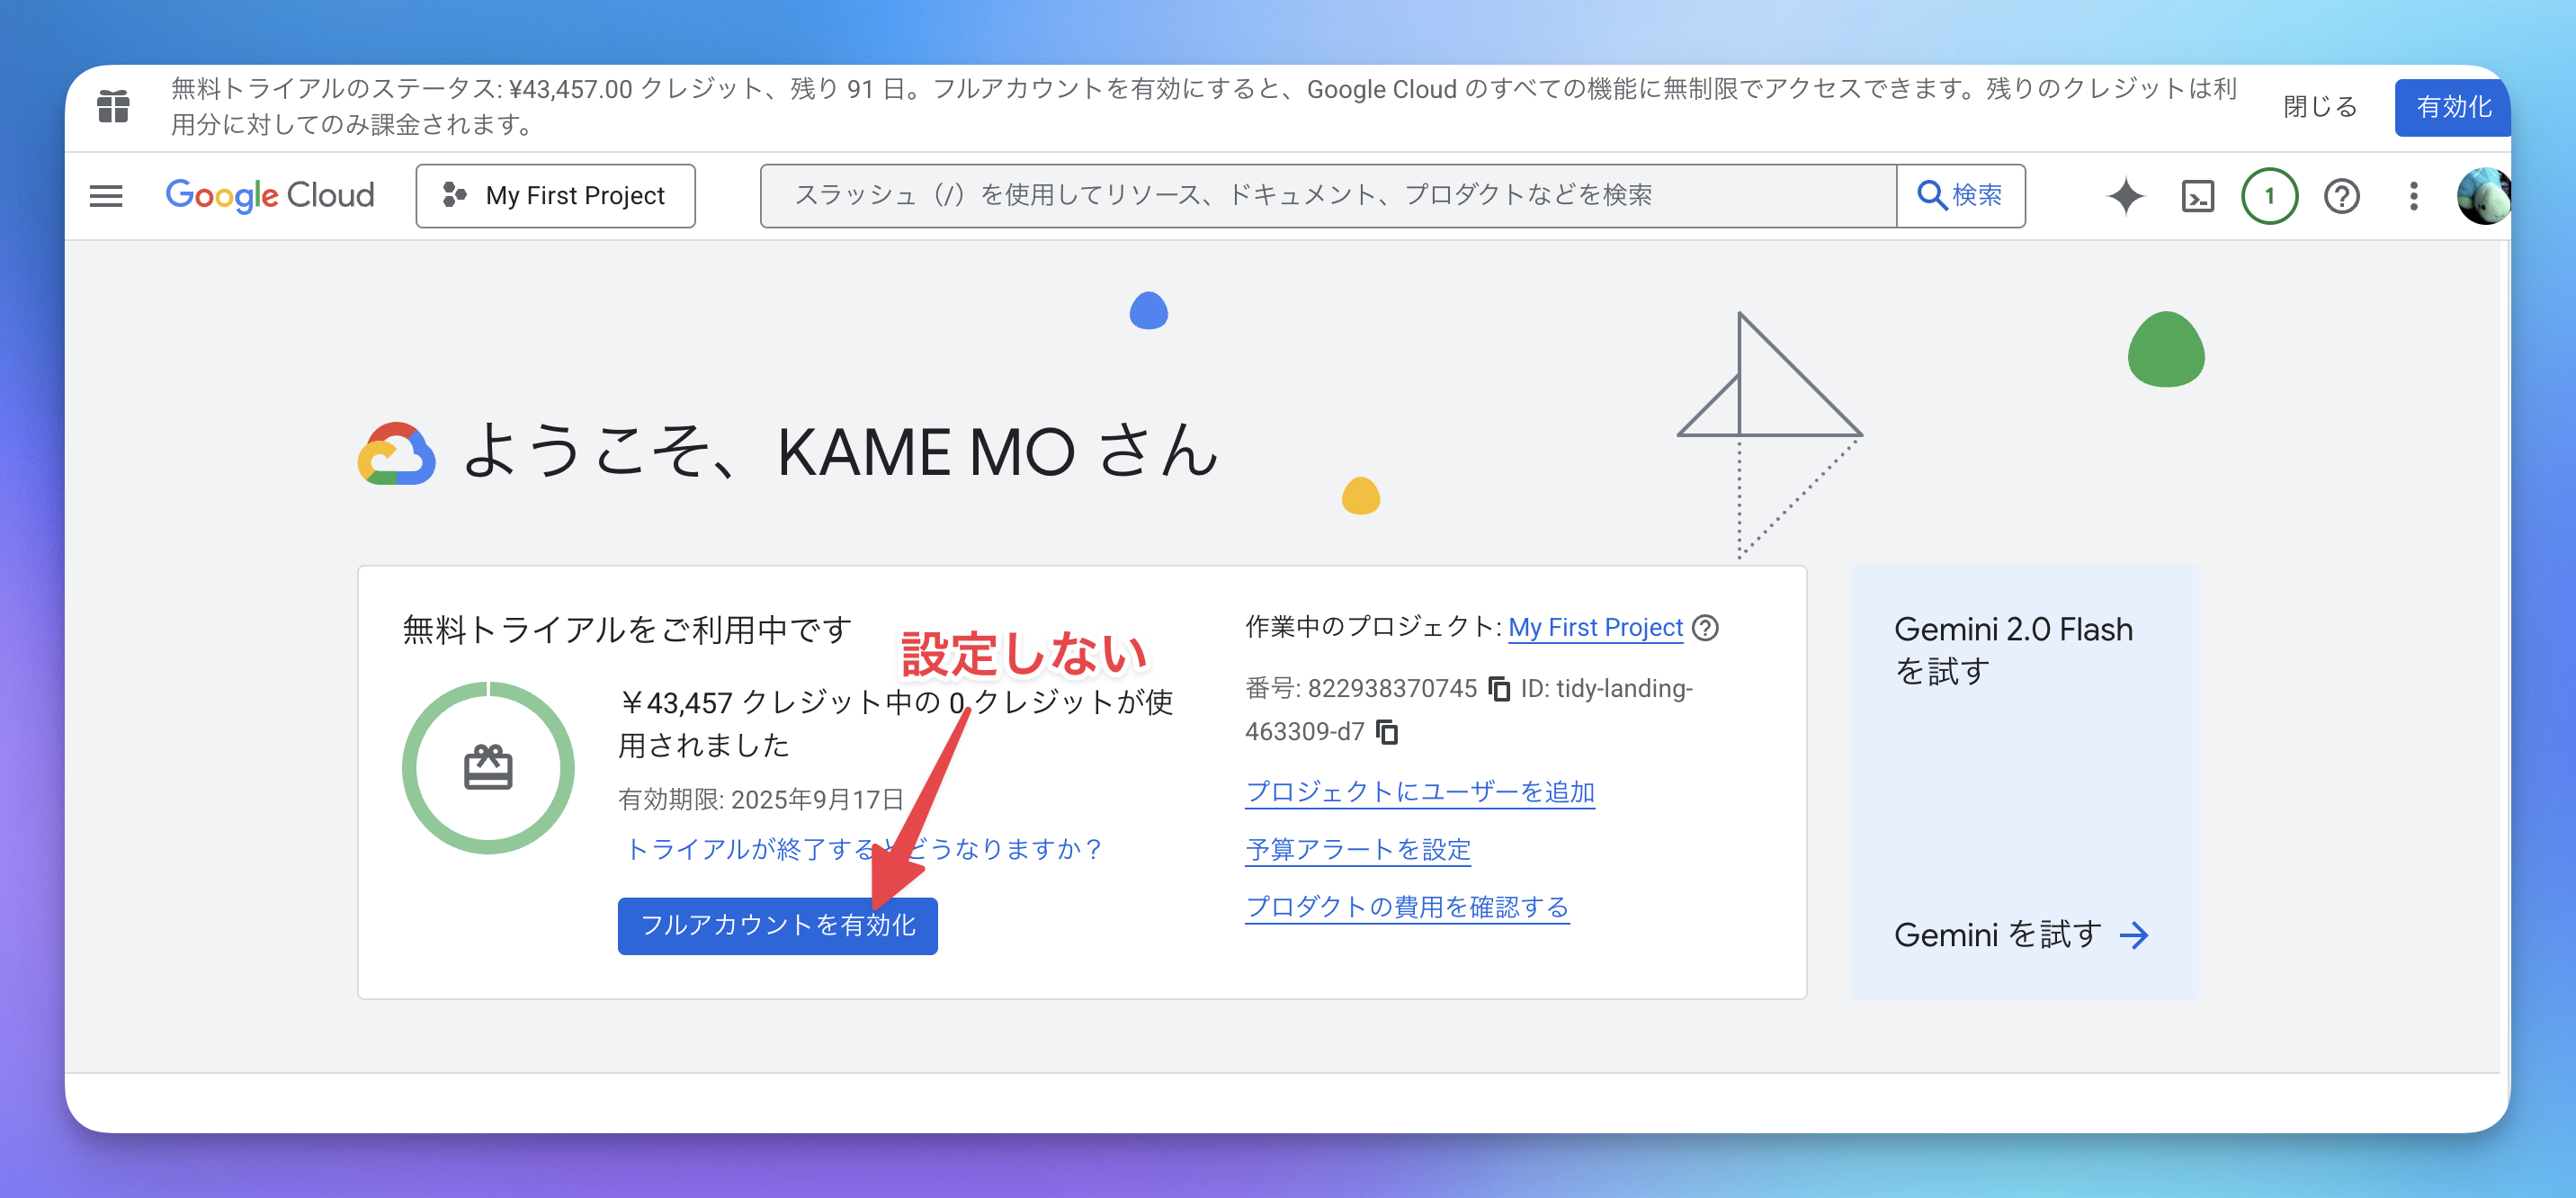 無料トライアルのステータス: ¥43,457.00 クレジット、残り 91 日。フルアカウントを有効にすると、Google Cloud のすべての機能に無制限でアクセスできます。残りのクレジットは利
用分に対してのみ課金されます。
閉じる
有効化
Google Cloud
My First Project
スラッシュ（/）を使用してリソース、ドキュメント、プロダクトなどを検索
検索
1
ようこそ、KAME MO さん
無料トライアルをご利用中です
設定しない
￥43,457 クレジット中の 0 クレジットが使
用されました
有効期限: 2025年9月17日
トライアルが終了するとどうなりますか？
フルアカウントを有効化
作業中のプロジェクト: My First Project
番号: 822938370745 ID: tidy-landing-
463309-d7
プロジェクトにユーザーを追加
予算アラートを設定
プロダクトの費用を確認する
Gemini 2.0 Flash
を試す
Gemini を試す